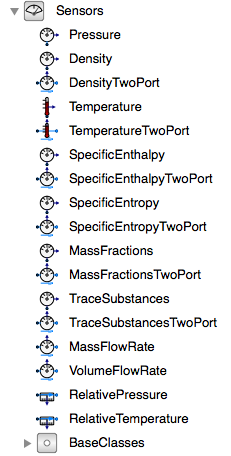 Sensors
Pressure
Density
DensityTwoPort
Temperature
TemperatureTwoPort
SpecificEnthalpy
SpecificEnthalpyTwoPort
SpecificEntropy
SpecificEntropyTwoPort
MassFractions
MassFractionsTwoPort
TraceSubstances
TraceSubstancesTwoPort
MassFlowRate
VolumeFlowRate
RelativePressure
RelativeTemperature
BaseClasses